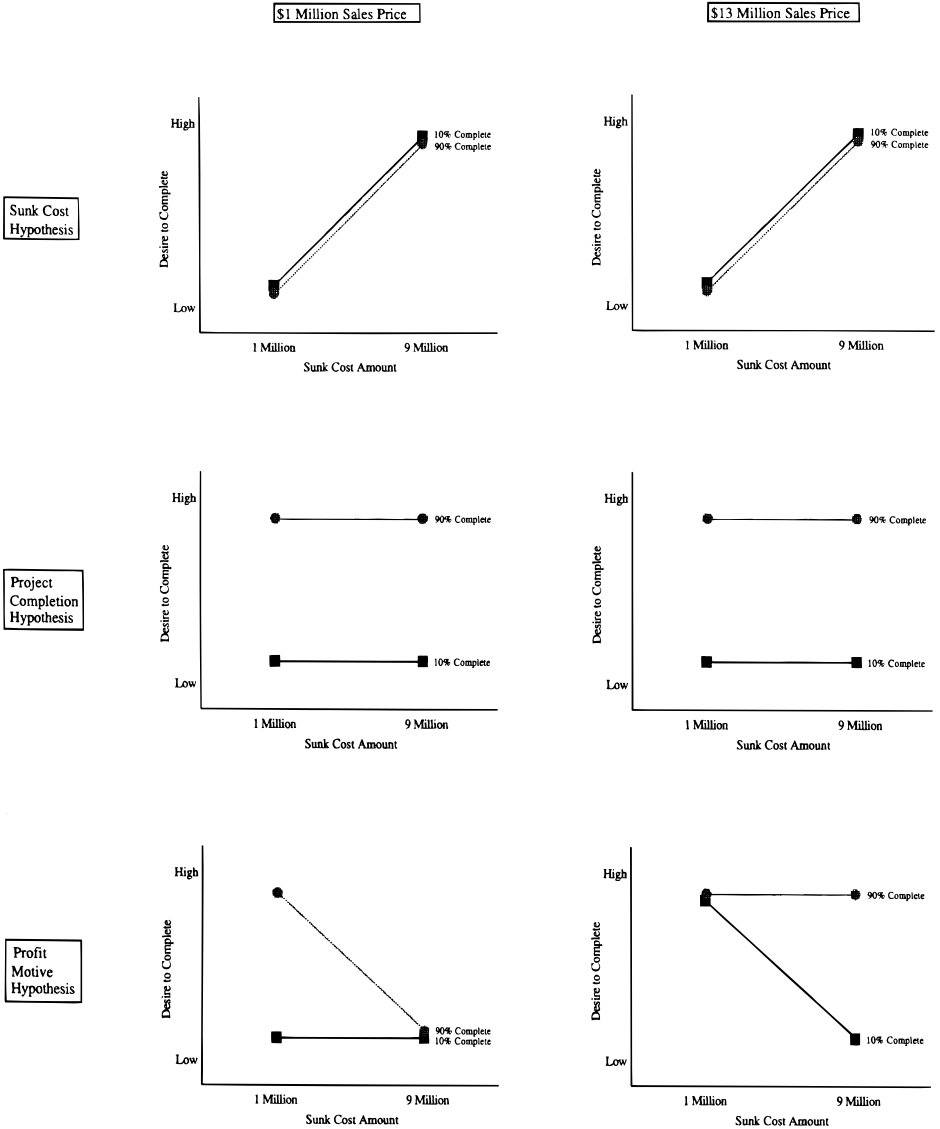 $1 Million Sales Price
$13 Million Sales Price
Sunk Cost
Hypothesis
High
Low
Desire to Complete
10% Complete
90% Complete
1 Million
9 Million
Sunk Cost Amount
High
Low
Desire to Complete
10% Complete
90% Complete
1 Million
9 Million
Sunk Cost Amount
Project
Completion
Hypothesis
High
Low
Desire to Complete
90% Complete
10% Complete
1 Million
9 Million
Sunk Cost Amount
High
Low
Desire to Complete
90% Complete
10% Complete
1 Million
9 Million
Sunk Cost Amount
Profit
Motive
Hypothesis
High
Low
Desire to Complete
90% Complete
10% Complete
1 Million
9 Million
Sunk Cost Amount
High
Low
Desire to Complete
90% Complete
10% Complete
1 Million
9 Million
Sunk Cost Amount